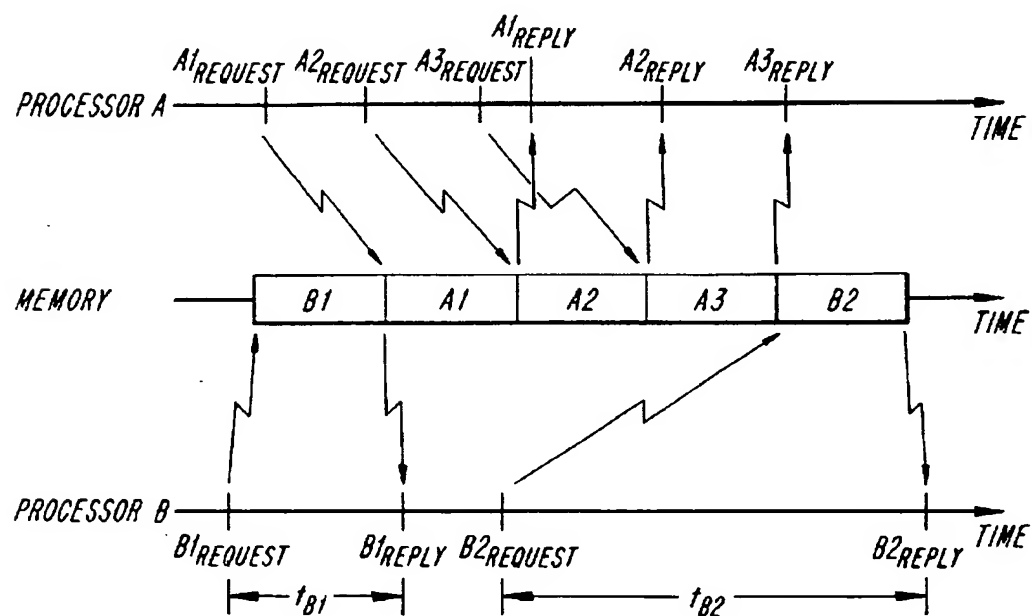 A1REPLY
A1REQUEST A2REQUEST A3REQUEST A2REPLY A3REPLY
PROCESSOR A TIME
MEMORY B1 A1 A2 A3 B2 TIME
PROCESSOR B TIME
B1REQUEST B1REPLY B2REQUEST B2REPLY
tB1 tB2